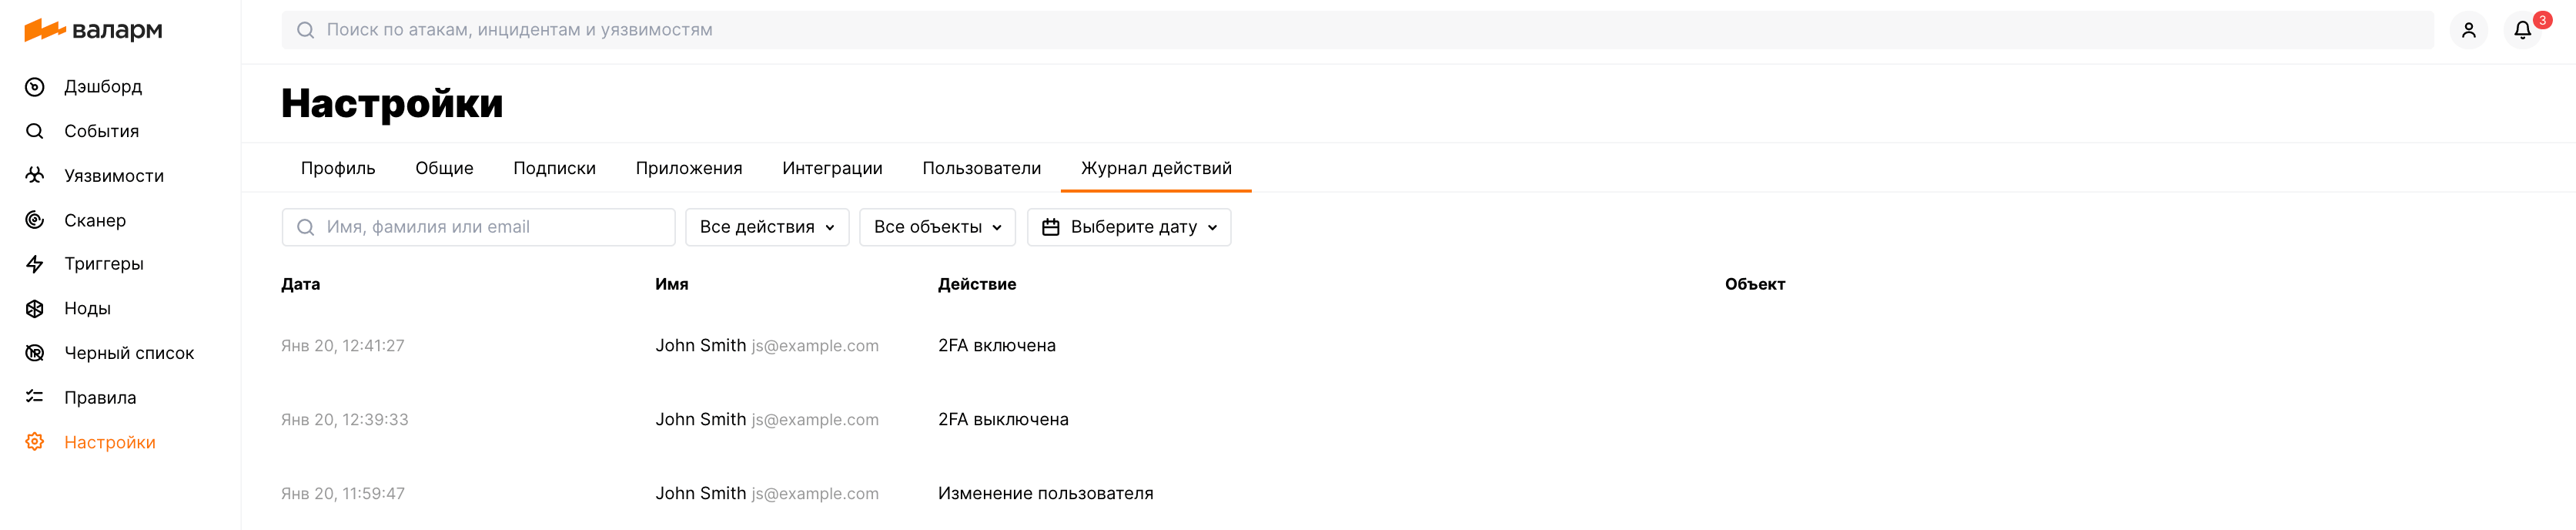 валарм
Дэшборд
События
Уязвимости
Сканер
Триггеры
Ноды
Черный список
Правила
Настройки
Поиск по атакам, инцидентам и уязвимостям
3
Настройки
Профиль Общие Подписки Приложения Интеграции Пользователи Журнал действий
Имя, фамилия или email Все действия Все объекты Выберите дату
Дата Имя Действие Объект
Янв 20, 12:41:27 John Smith js@example.com 2FA включена
Янв 20, 12:39:33 John Smith js@example.com 2FA выключена
Янв 20, 11:59:47 John Smith js@example.com Изменение пользователя